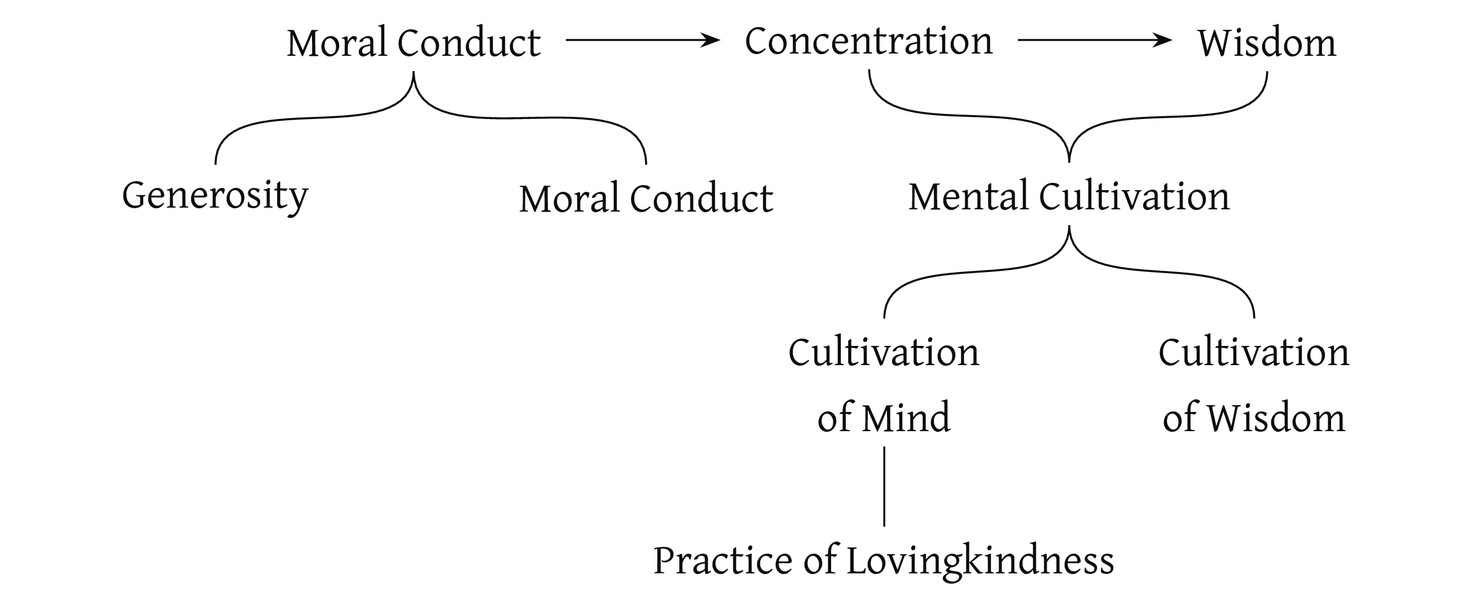 Moral Conduct
Concentration
Wisdom
Generosity
Moral Conduct
Mental Cultivation
Cultivation
of Mind
Cultivation
of Wisdom
Practice of Lovingkindness